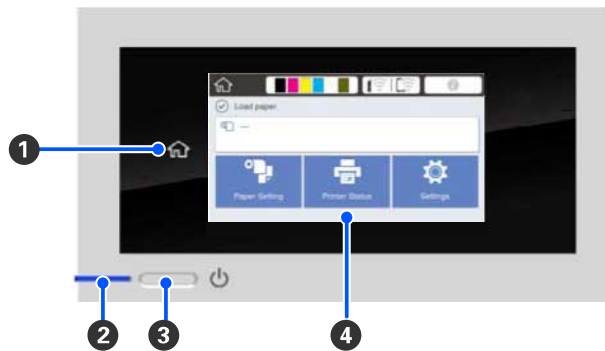 Load paper
---
1
Paper Setting
Printer Status
Settings
2
3
4